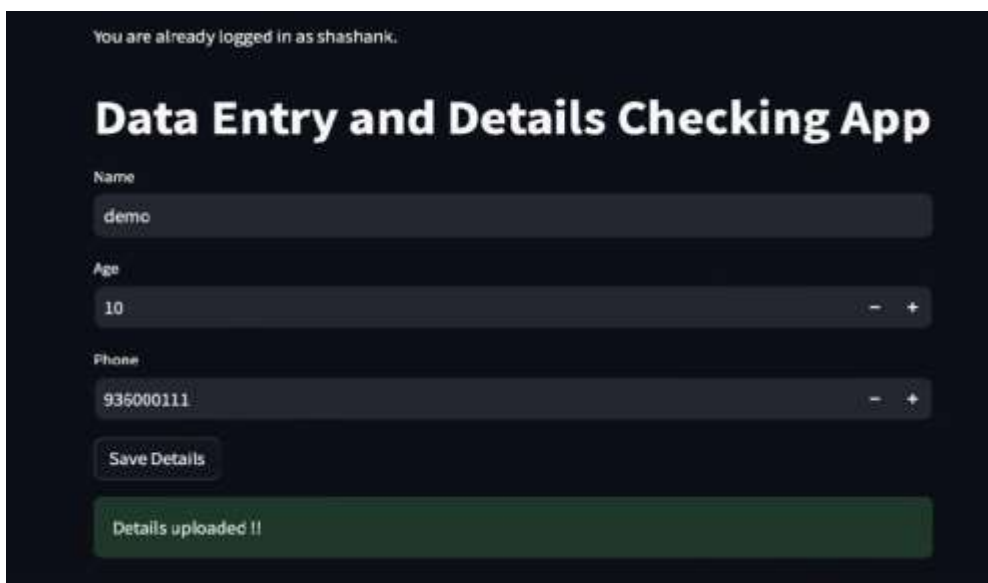 You are already logged in as shashank.
Data Entry and Details Checking App
Name
demo
Age
10 − +
Phone
936000111 − +
Save Details
Details uploaded !!